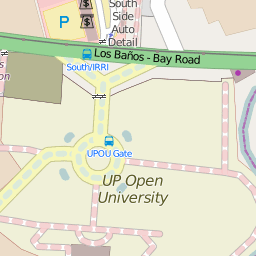 South
Side
Auto
Detail
P
$
$
Los Baños - Bay Road
South/IRRI
UPOU Gate
UP Open
University